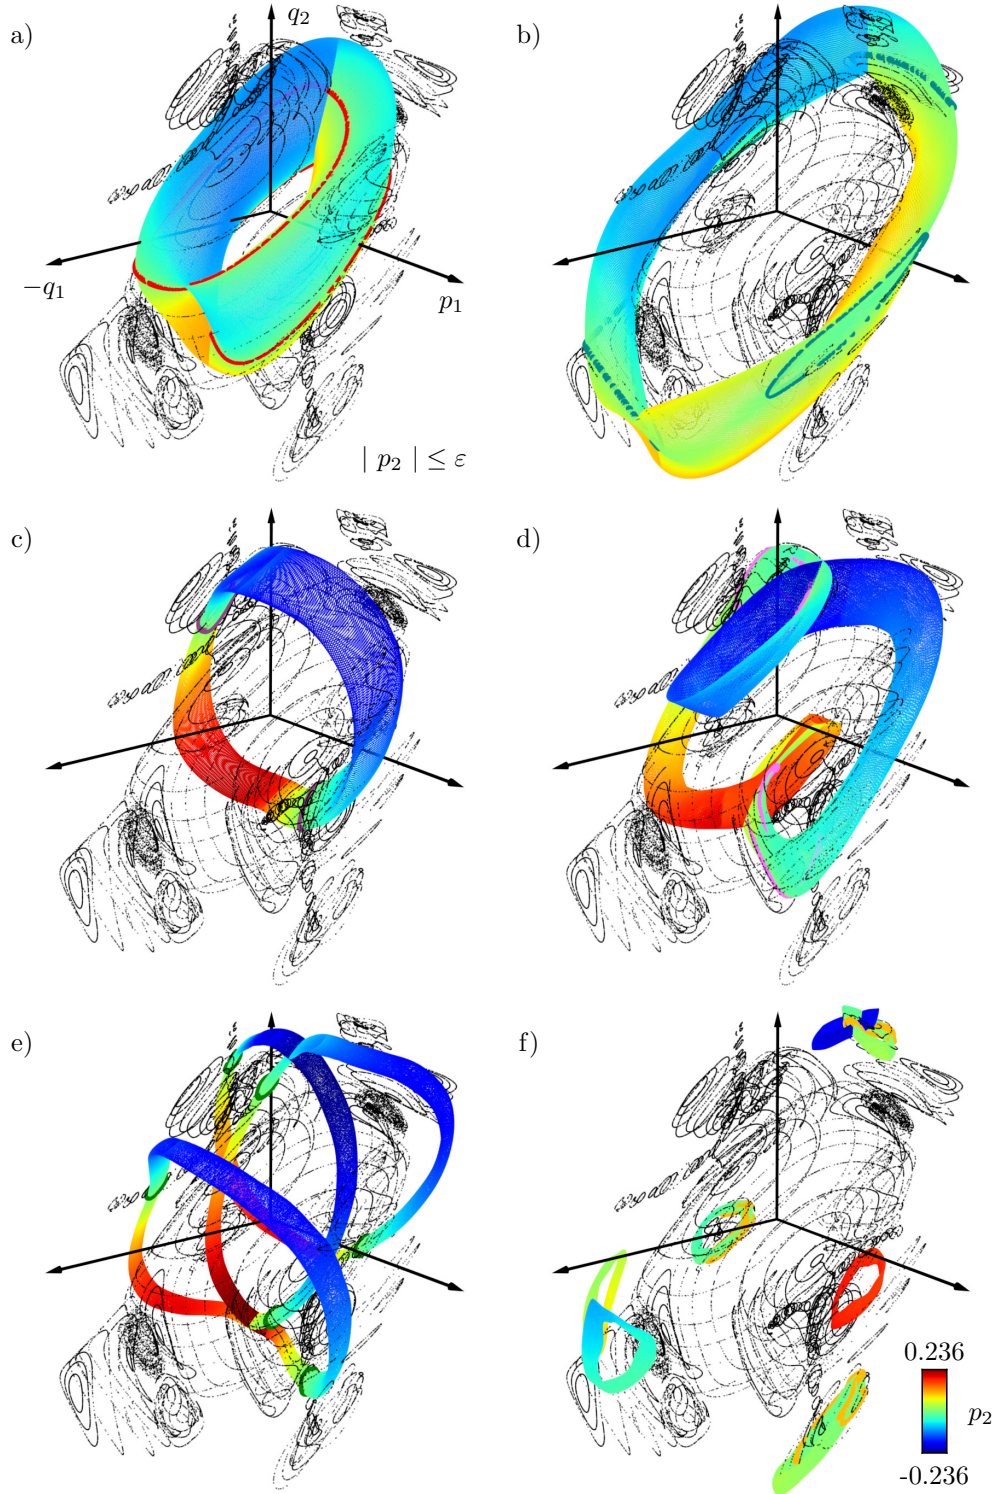 a)
q₂
b)
−q₁
p₁
| p₂ | ≤ ε
c)
d)
e)
f)
0.236
p₂
-0.236